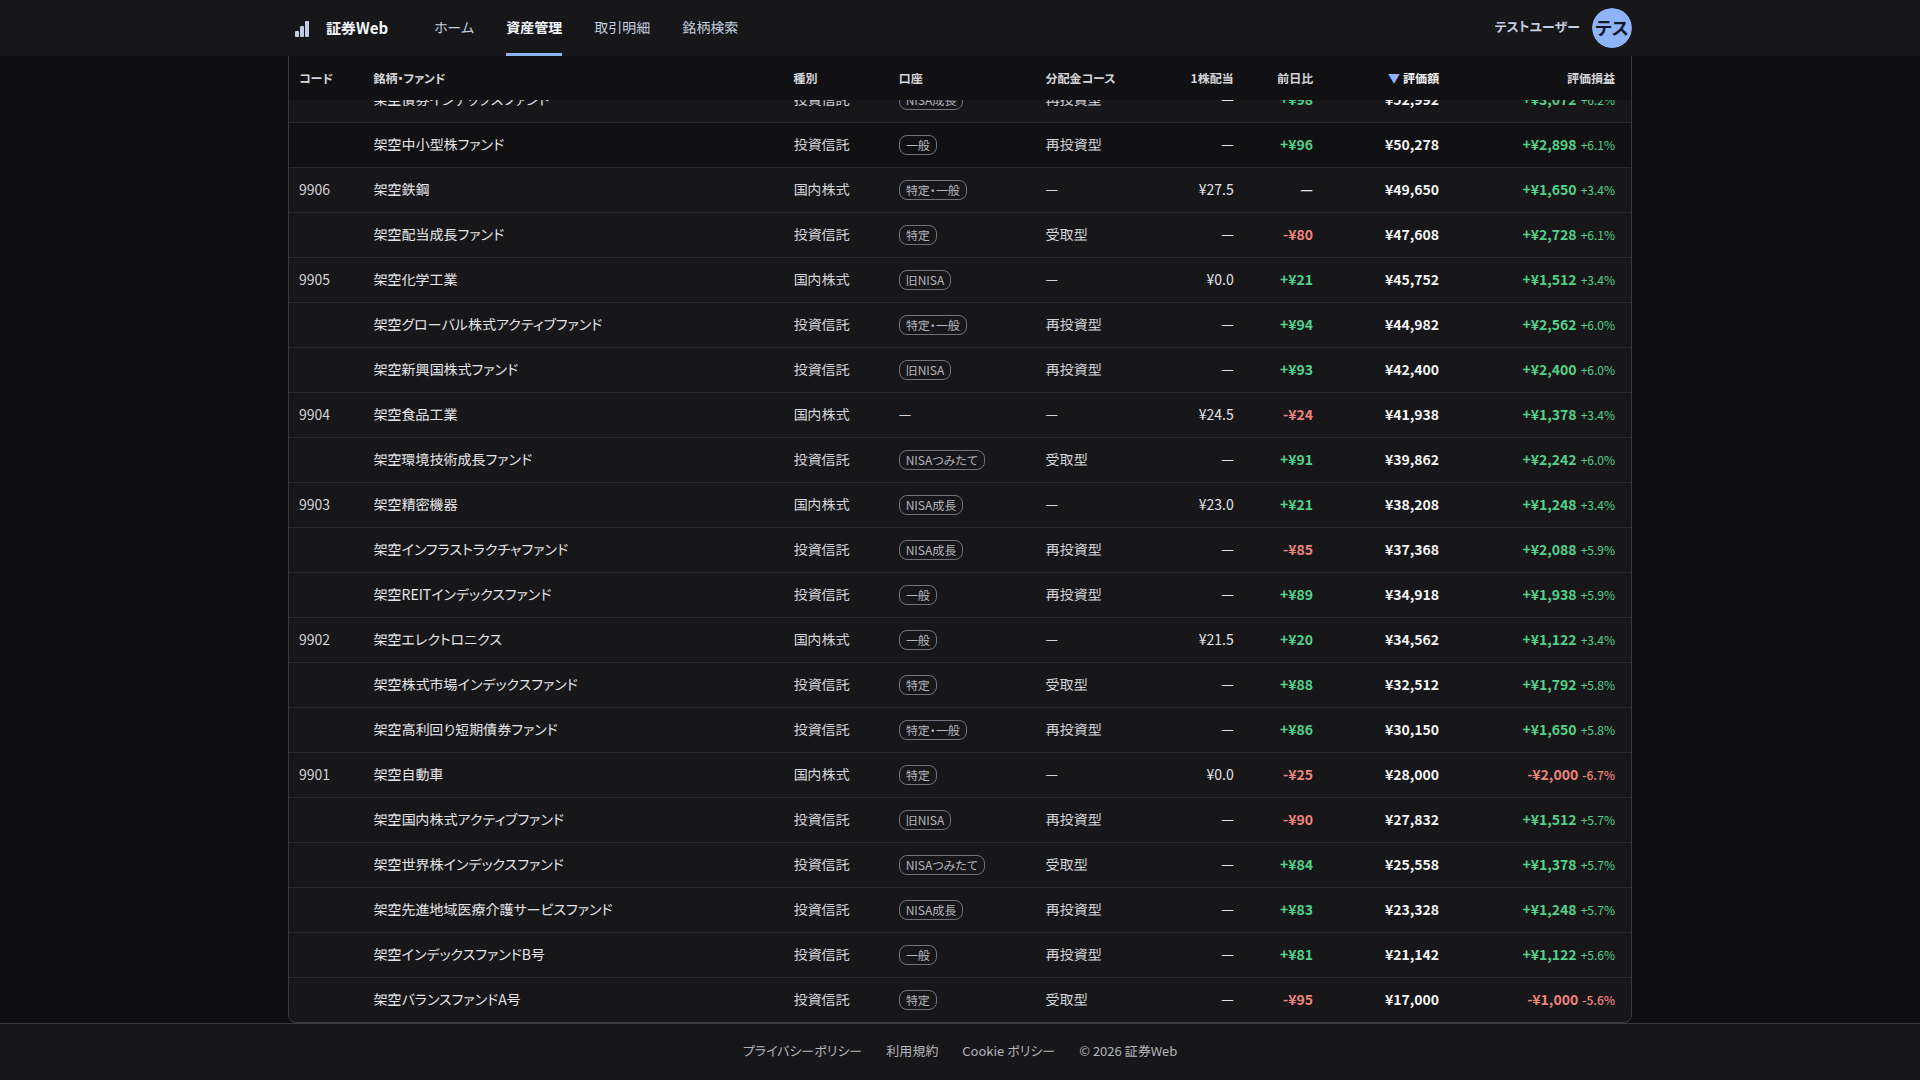 証券Web ホーム 資産管理 取引明細 銘柄検索 テストユーザー テス
コード 銘柄・ファンド 種別 口座 分配金コース 1株配当 前日比 ▼評価額 評価損益
架空債券インデックスファンド 投資信託 NISA成長 再投資型 — +¥98 ¥52,992 +¥3,072 +6.2%
架空中小型株ファンド 投資信託 一般 再投資型 — +¥96 ¥50,278 +¥2,898 +6.1%
9906 架空鉄鋼 国内株式 特定・一般 — ¥27.5 — ¥49,650 +¥1,650 +3.4%
架空配当成長ファンド 投資信託 特定 受取型 — -¥80 ¥47,608 +¥2,728 +6.1%
9905 架空化学工業 国内株式 旧NISA — ¥0.0 +¥21 ¥45,752 +¥1,512 +3.4%
架空グローバル株式アクティブファンド 投資信託 特定・一般 再投資型 — +¥94 ¥44,982 +¥2,562 +6.0%
架空新興国株式ファンド 投資信託 旧NISA 再投資型 — +¥93 ¥42,400 +¥2,400 +6.0%
9904 架空食品工業 国内株式 — — ¥24.5 -¥24 ¥41,938 +¥1,378 +3.4%
架空環境技術成長ファンド 投資信託 NISAつみたて 受取型 — +¥91 ¥39,862 +¥2,242 +6.0%
9903 架空精密機器 国内株式 NISA成長 — ¥23.0 +¥21 ¥38,208 +¥1,248 +3.4%
架空インフラストラクチャファンド 投資信託 NISA成長 再投資型 — -¥85 ¥37,368 +¥2,088 +5.9%
架空REITインデックスファンド 投資信託 一般 再投資型 — +¥89 ¥34,918 +¥1,938 +5.9%
9902 架空エレクトロニクス 国内株式 一般 — ¥21.5 +¥20 ¥34,562 +¥1,122 +3.4%
架空株式市場インデックスファンド 投資信託 特定 受取型 — +¥88 ¥32,512 +¥1,792 +5.8%
架空高利回り短期債券ファンド 投資信託 特定・一般 再投資型 — +¥86 ¥30,150 +¥1,650 +5.8%
9901 架空自動車 国内株式 特定 — ¥0.0 -¥25 ¥28,000 -¥2,000 -6.7%
架空国内株式アクティブファンド 投資信託 旧NISA 再投資型 — -¥90 ¥27,832 +¥1,512 +5.7%
架空世界株インデックスファンド 投資信託 NISAつみたて 受取型 — +¥84 ¥25,558 +¥1,378 +5.7%
架空先進地域医療介護サービスファンド 投資信託 NISA成長 再投資型 — +¥83 ¥23,328 +¥1,248 +5.7%
架空インデックスファンドB号 投資信託 一般 再投資型 — +¥81 ¥21,142 +¥1,122 +5.6%
架空バランスファンドA号 投資信託 特定 受取型 — -¥95 ¥17,000 -¥1,000 -5.6%
プライバシーポリシー 利用規約 Cookie ポリシー © 2026 証券Web